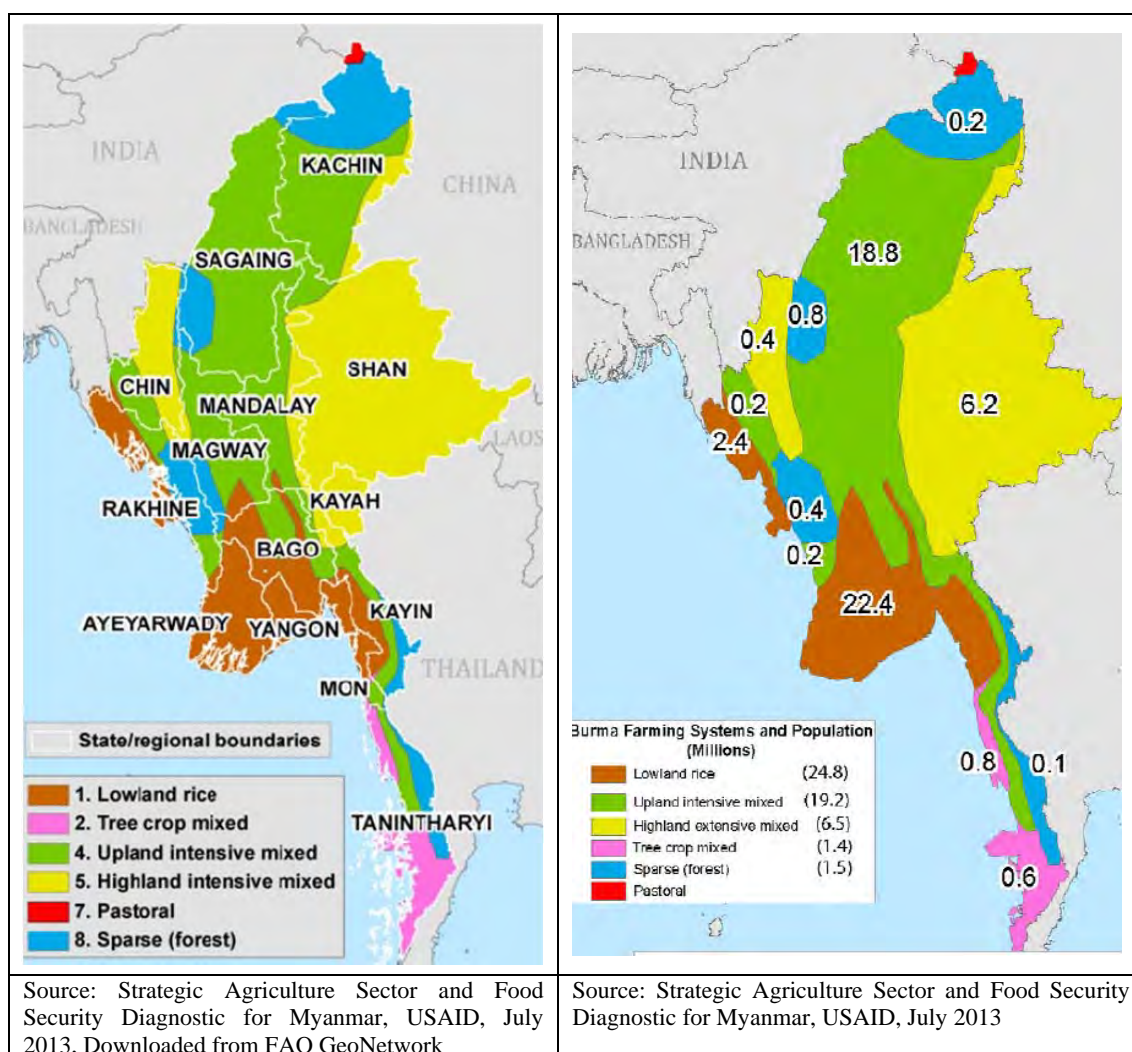 INDIA
KACHIN
CHINA
BANGLADESH
SAGAING
SHAN
CHIN
MANDALAY
LAOS
MAGWAY
RAKHINE
KAYAH
BAGO
AYEYARWADY
YANGON
KAYIN
THAILAND
MON
State/regional boundaries
1. Lowland rice
2. Tree crop mixed
TANINTHARYI
4. Upland intensive mixed
5. Highland intensive mixed
7. Pastoral
8. Sparse (forest)
Source: Strategic Agriculture Sector and Food
Security Diagnostic for Myanmar, USAID, July
2013. Downloaded from FAO GeoNetwork
0.2
INDIA
BANGLADESH
18.8
0.8
0.4
0.2
6.2
2.4
0.4
0.2
22.4
Burma Farming Systems and Population
(Millions)
Lowland rice (24.8)
Upland intensive mixed (19.2)
Highland extensive mixed (6.5)
Tree crop mixed (1.4)
Sparse (forest) (1.5)
Pastoral
0.8
0.1
0.6
Source: Strategic Agriculture Sector and Food Security
Diagnostic for Myanmar, USAID, July 2013